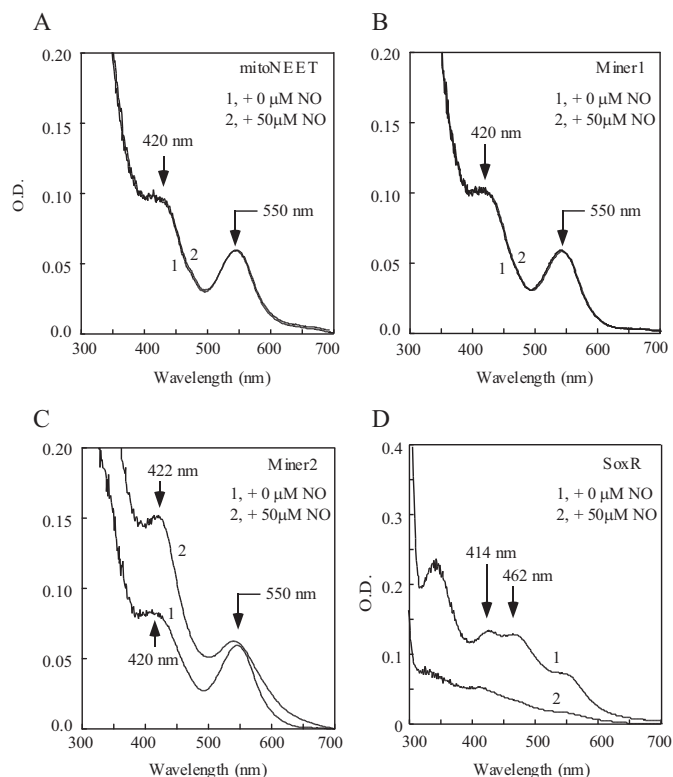 A
mitoNEET
1, + 0 μM NO
2, + 50μM NO
420 nm
550 nm
2
1
O.D.
0.20
0.15
0.10
0.05
0.0
300 400 500 600 700
Wavelength (nm)
B
Miner1
1, + 0 μM NO
2, + 50μM NO
420 nm
550 nm
2
1
0.20
0.15
0.10
0.05
0.0
300 400 500 600 700
Wavelength (nm)
C
Miner2
1, + 0 μM NO
2, + 50μM NO
422 nm
2
550 nm
1
420 nm
0.20
0.15
0.10
0.05
0.00
300 400 500 600 700
Wavelength (nm)
D
SoxR
1, + 0 μM NO
2, + 50μM NO
414 nm
462 nm
1
2
O.D.
0.4
0.3
0.2
0.1
0
300 400 500 600 700
Wavelength (nm)